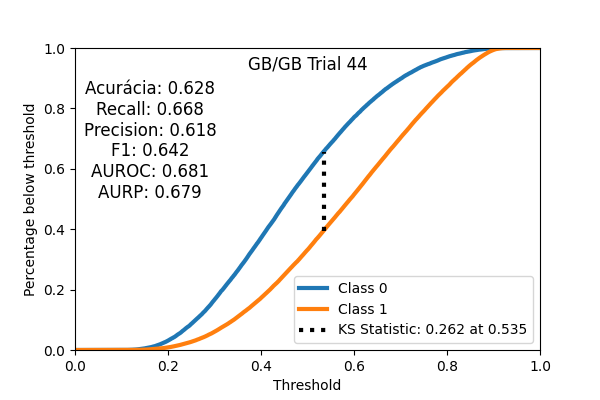 GB/GB Trial 44
Acurácia: 0.628
Recall: 0.668
Precision: 0.618
F1: 0.642
AUROC: 0.681
AURP: 0.679
Percentage below threshold
1.0
0.8
0.6
0.4
0.2
0.0
Class 0
Class 1
KS Statistic: 0.262 at 0.535
0.0 0.2 0.4 0.6 0.8 1.0
Threshold